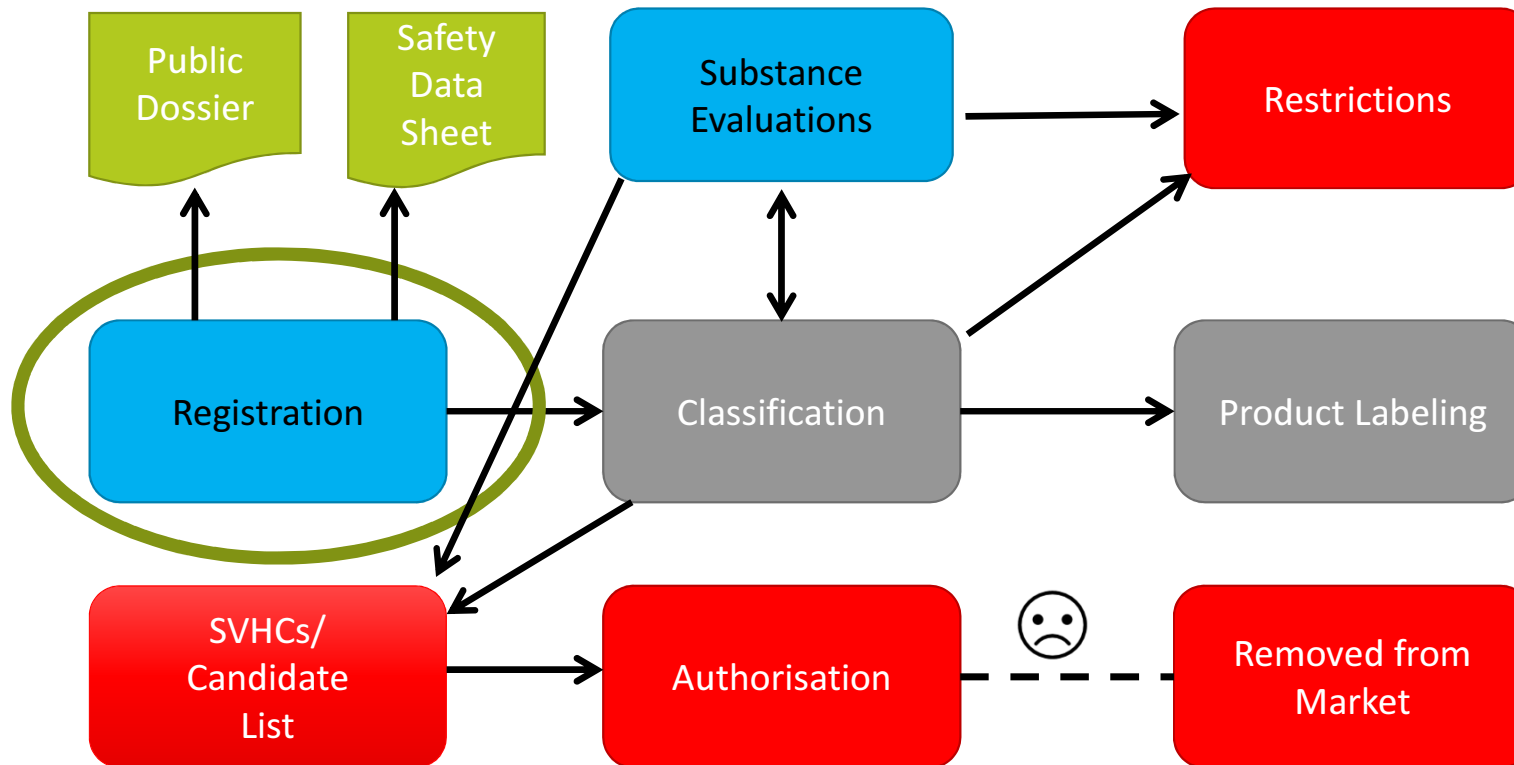 Public
Dossier
Safety
Data
Sheet
Substance
Evaluations
Restrictions
Registration
Classification
Product Labeling
SVHCs/
Candidate
List
Authorisation
Removed from
Market